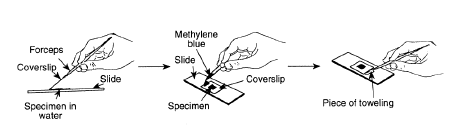 Forceps
Coverslip
Slide
Specimen in
water
Methylene
blue
Slide
Coverslip
Specimen
Piece of toweling